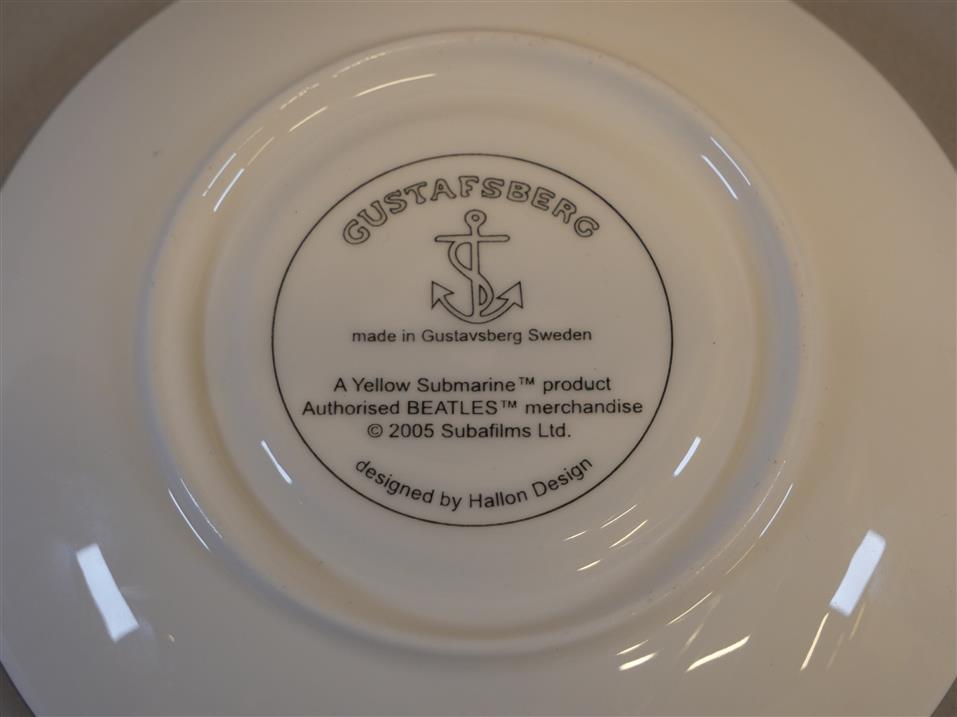 GUSTAFSBERG
made in Gustavsberg Sweden
A Yellow Submarine™ product
Authorised BEATLES™ merchandise
© 2005 Subafilms Ltd.
designed by Hallon Design